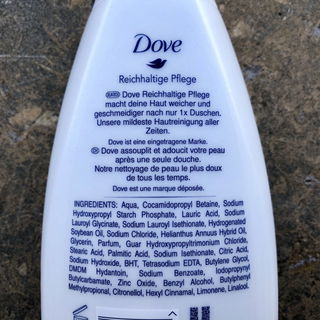 Dove
Reichhaltige Pflege
Dove Reichhaltige Pflege
macht deine Haut weicher und
geschmeidiger nach nur 1x Duschen.
Unsere mildeste Hautreinigung aller
Zeiten.
Dove ist eine eingetragene Marke.
Dove assouplit et adoucit votre peau
après une seule douche.
Notre nettoyage de peau le plus doux
de tous les temps.
Dove est une marque déposée.
INGREDIENTS: Aqua, Cocamidopropyl Betaine, Sodium
Hydroxypropyl Starch Phosphate, Lauric Acid, Sodium
Lauroyl Glycinate, Sodium Lauroyl Isethionate, Hydrogenated
Soybean Oil, Sodium Chloride, Helianthus Annuus Hybrid Oil,
Glycerin, Parfum, Guar Hydroxypropyltrimonium Chloride,
Stearic Acid, Palmitic Acid, Sodium Isethionate, Citric Acid,
Sodium Hydroxide, BHT, Tetrasodium EDTA, Butylene Glycol,
DMDM Hydantoin, Sodium Benzoate, Iodopropynyl
Butylcarbamate, Zinc Oxide, Benzyl Alcohol, Butylphenyl
Methylpropional, Citronellol, Hexyl Cinnamal, Limonene, Linalool.